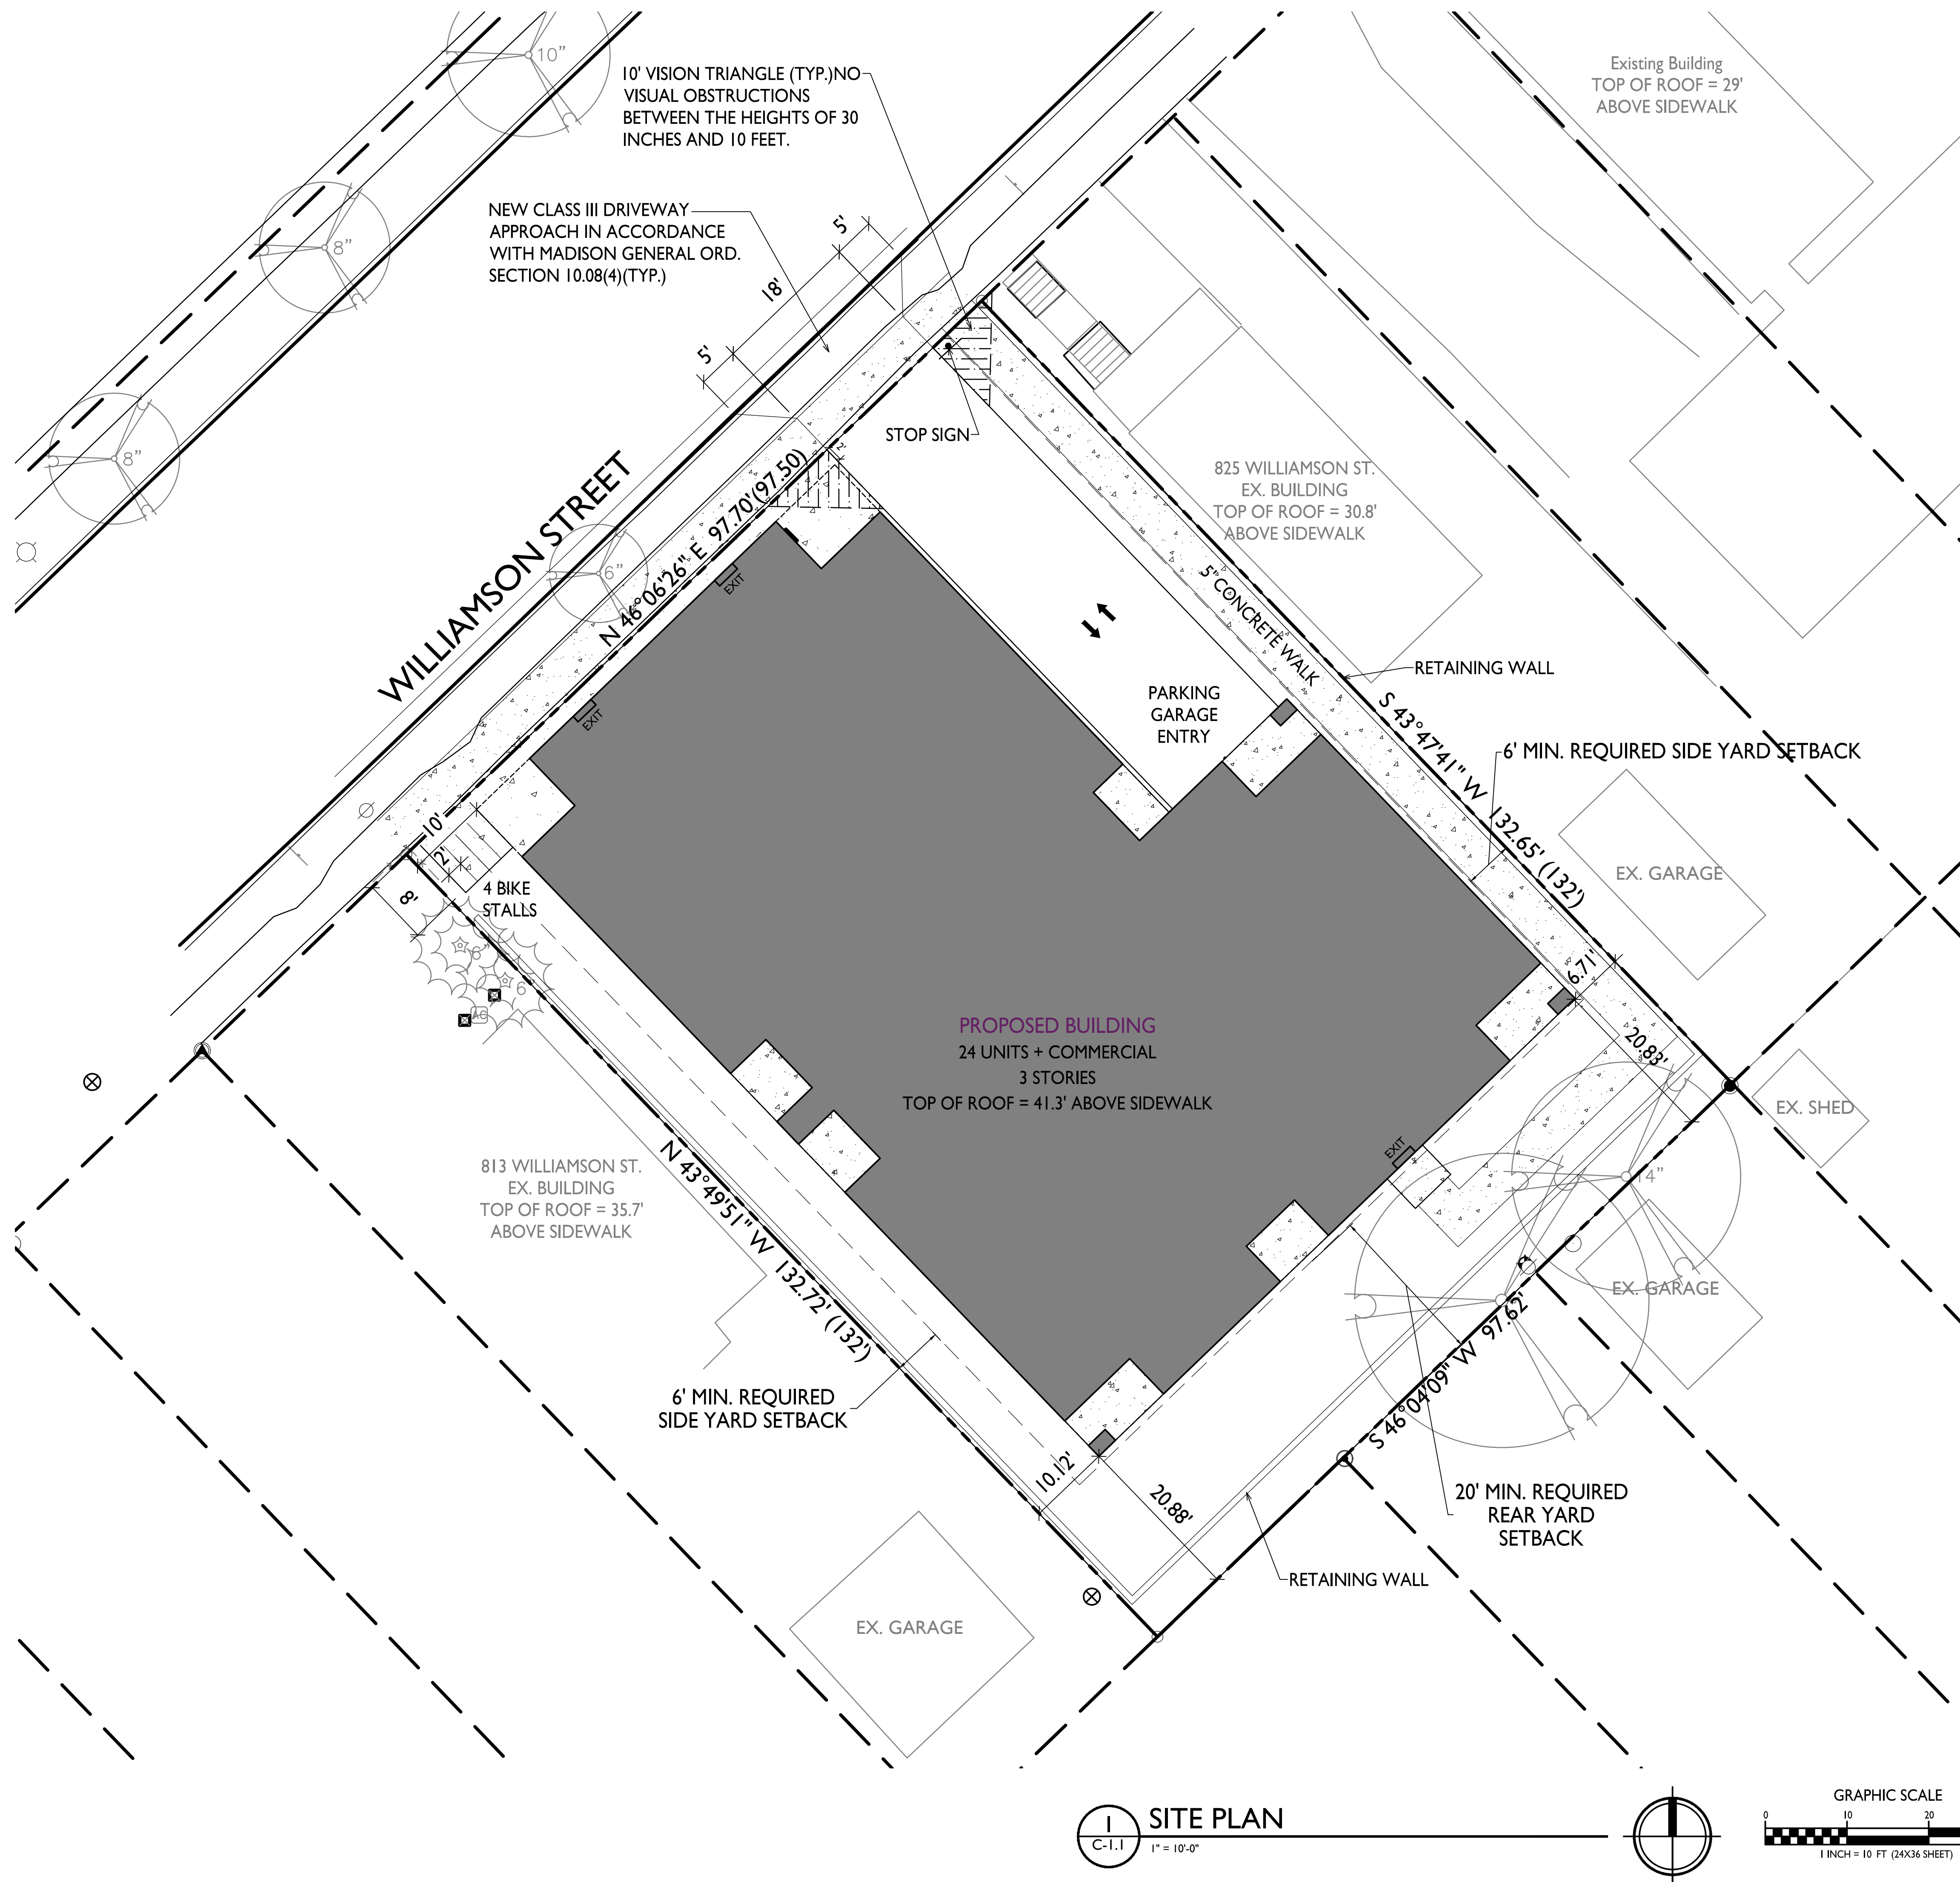 10"
10' VISION TRIANGLE (TYP.)NO
VISUAL OBSTRUCTIONS
BETWEEN THE HEIGHTS OF 30
INCHES AND 10 FEET.
Existing Building
TOP OF ROOF = 29'
ABOVE SIDEWALK
8"
NEW CLASS III DRIVEWAY
APPROACH IN ACCORDANCE
WITH MADISON GENERAL ORD.
SECTION 10.08(4)(TYP.)
5'
18'
5'
8"
STOP SIGN
2'
825 WILLIAMSON ST.
EX. BUILDING
TOP OF ROOF = 30.8'
ABOVE SIDEWALK
WILLIAMSON STREET
N 46°06'26" E 97.70'(97.50)
6"
EXIT
EXIT
5' CONCRETE WALK
RETAINING WALL
PARKING
GARAGE
ENTRY
S 43°47'41" W 132.65' (132')
6' MIN. REQUIRED SIDE YARD SETBACK
10'
2'
8'
4 BIKE
STALLS
EX. GARAGE
6"
6"
AC
6.71'
PROPOSED BUILDING
24 UNITS + COMMERCIAL
3 STORIES
TOP OF ROOF = 41.3' ABOVE SIDEWALK
20.83'
EX. SHED
813 WILLIAMSON ST.
EX. BUILDING
TOP OF ROOF = 35.7'
ABOVE SIDEWALK
EXIT
14"
N 43°49'51" W 132.72' (132')
EX. GARAGE
S 46°04'09" W 97.62'
6' MIN. REQUIRED
SIDE YARD SETBACK
10.12'
20.88'
20' MIN. REQUIRED
REAR YARD
SETBACK
RETAINING WALL
EX. GARAGE
1
C-1.1
SITE PLAN
1" = 10'-0"
GRAPHIC SCALE
0 10 20
1 INCH = 10 FT (24X36 SHEET)